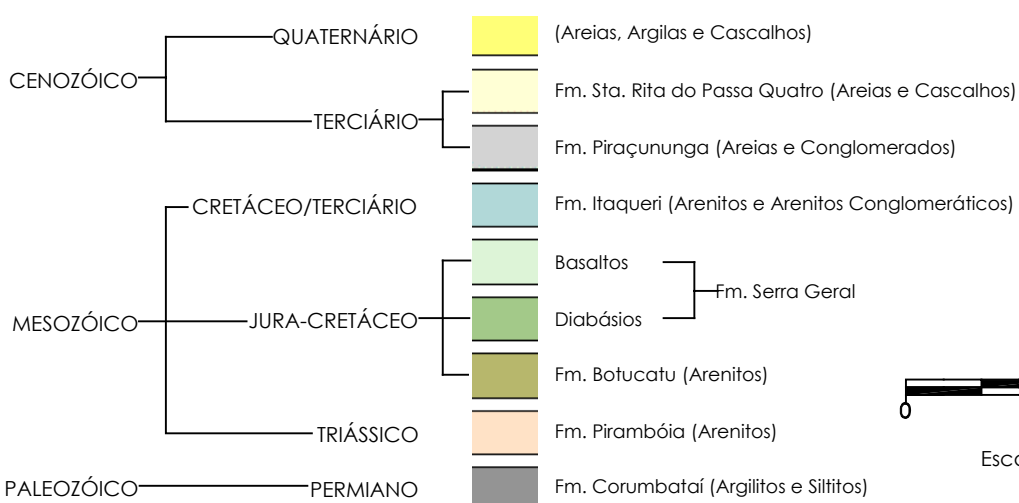 QUATERNÁRIO (Areias, Argilas e Cascalhos)
CENOZÓICO
Fm. Sta. Rita do Passa Quatro (Areias e Cascalhos)
TERCIÁRIO
Fm. Piraçununga (Areias e Conglomerados)
CRETÁCEO/TERCIÁRIO Fm. Itaqueri (Arenitos e Arenitos Conglomeráticos)
Basaltos
Fm. Serra Geral
MESOZÓICO JURA-CRETÁCEO Diabásios
Fm. Botucatu (Arenitos)
0
TRIÁSSICO Fm. Pirambóia (Arenitos)
Esc
PALEOZÓICO PERMIANO Fm. Corumbataí (Argilitos e Siltitos)